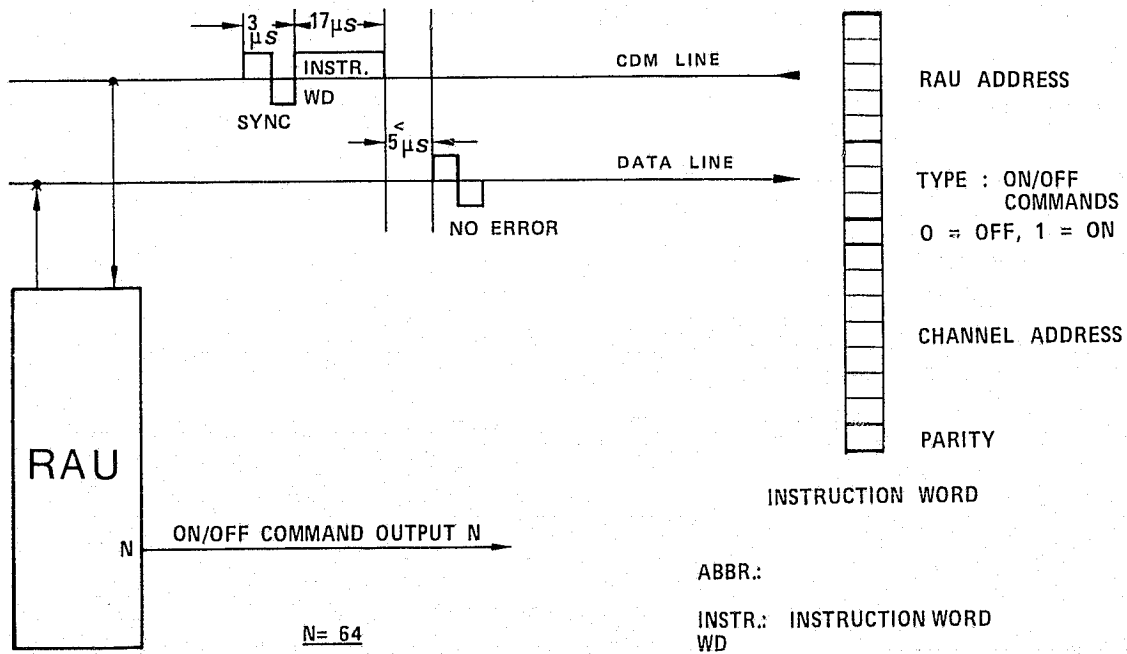 3 μs
17μs
INSTR.
WD
SYNC
CDM LINE
< 5 μs
DATA LINE
NO ERROR
RAU
N
ON/OFF COMMAND OUTPUT N
N= 64
RAU ADDRESS
TYPE : ON/OFF
COMMANDS
0 = OFF, 1 = ON
CHANNEL ADDRESS
PARITY
INSTRUCTION WORD
ABBR.:
INSTR.: INSTRUCTION WORD
WD